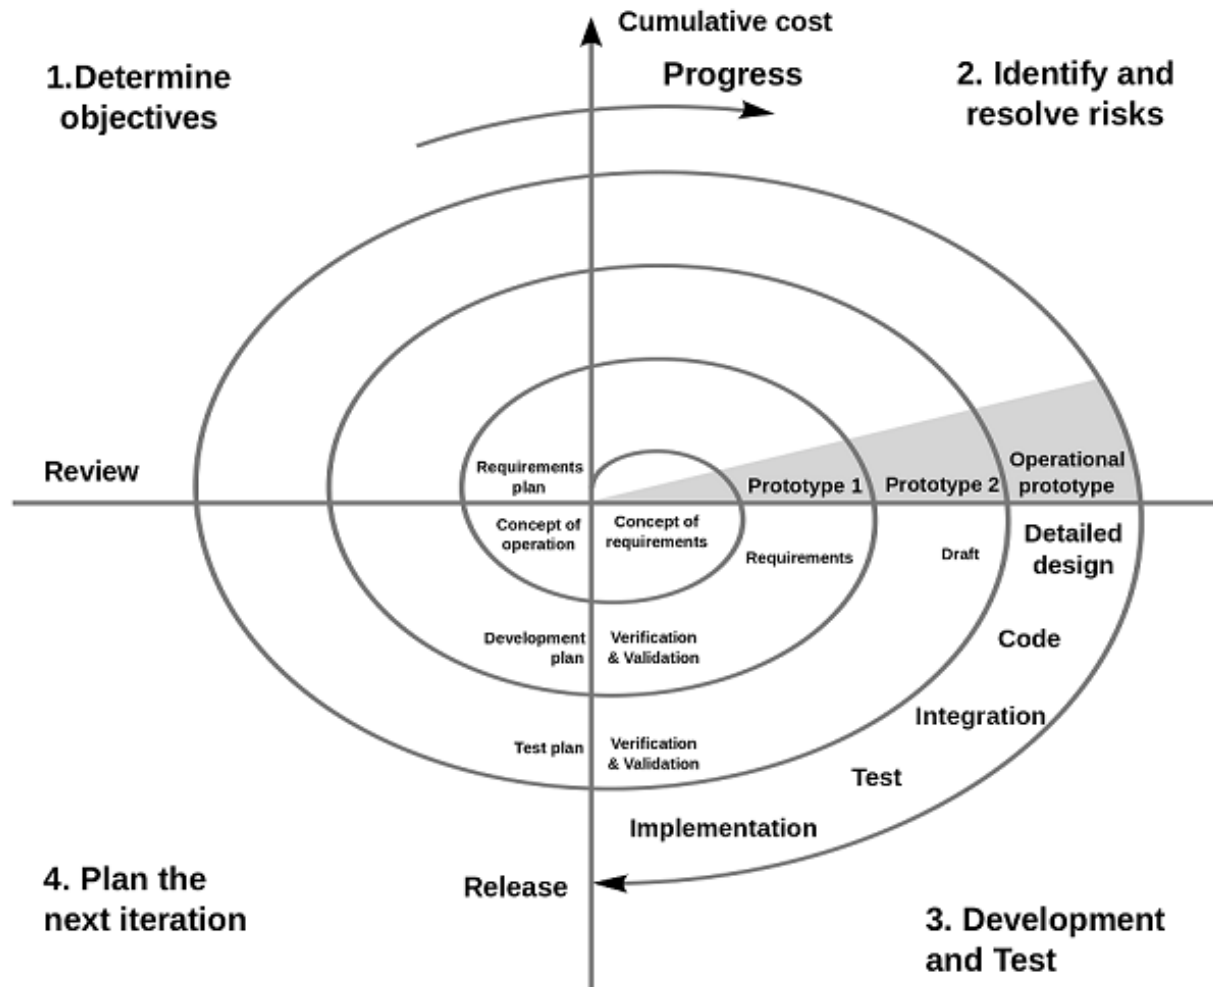 Cumulative cost
Progress
1.Determine
objectives
2. Identify and
resolve risks
Review
Requirements
plan
Prototype 1
Prototype 2
Operational
prototype
Concept of
operation
Concept of
requirements
Requirements
Draft
Detailed
design
Development
plan
Verification
& Validation
Code
Integration
Test plan
Verification
& Validation
Test
Implementation
Release
4. Plan the
next iteration
3. Development
and Test